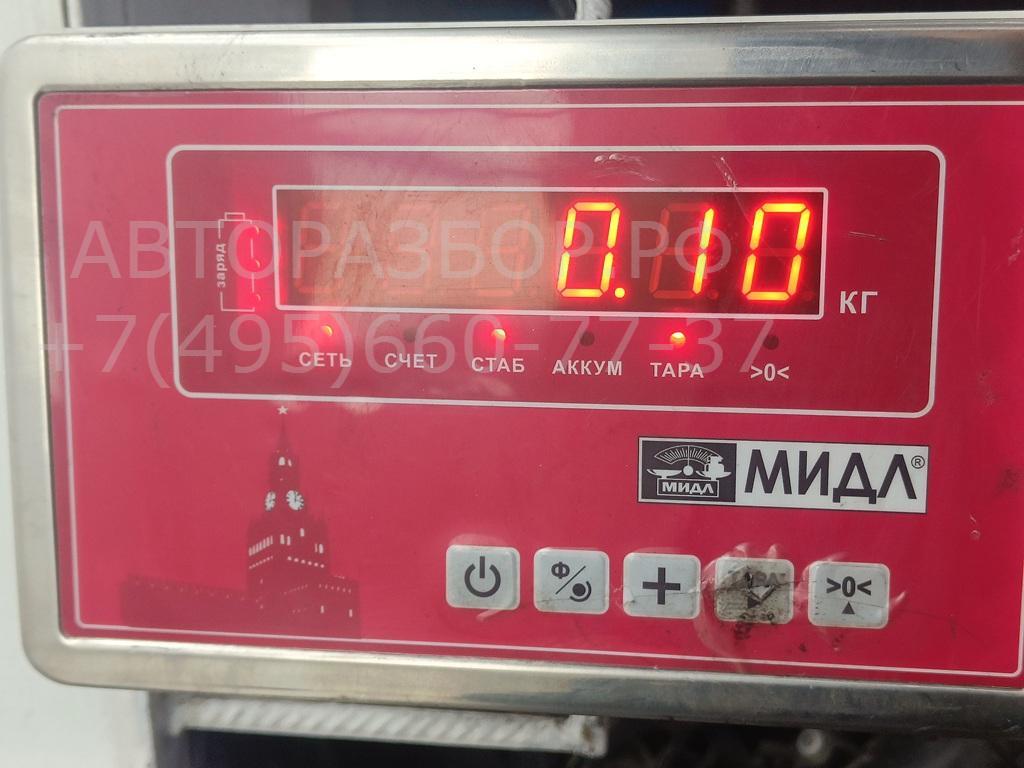 0.10
КГ
заряд
СЕТЬ СЧЕТ СТАБ АККУМ ТАРА >0<
АВТОРАЗБОР.РФ
+7(495)660-77-37
МИДЛ
МИДЛ®
Ф
+
>0<